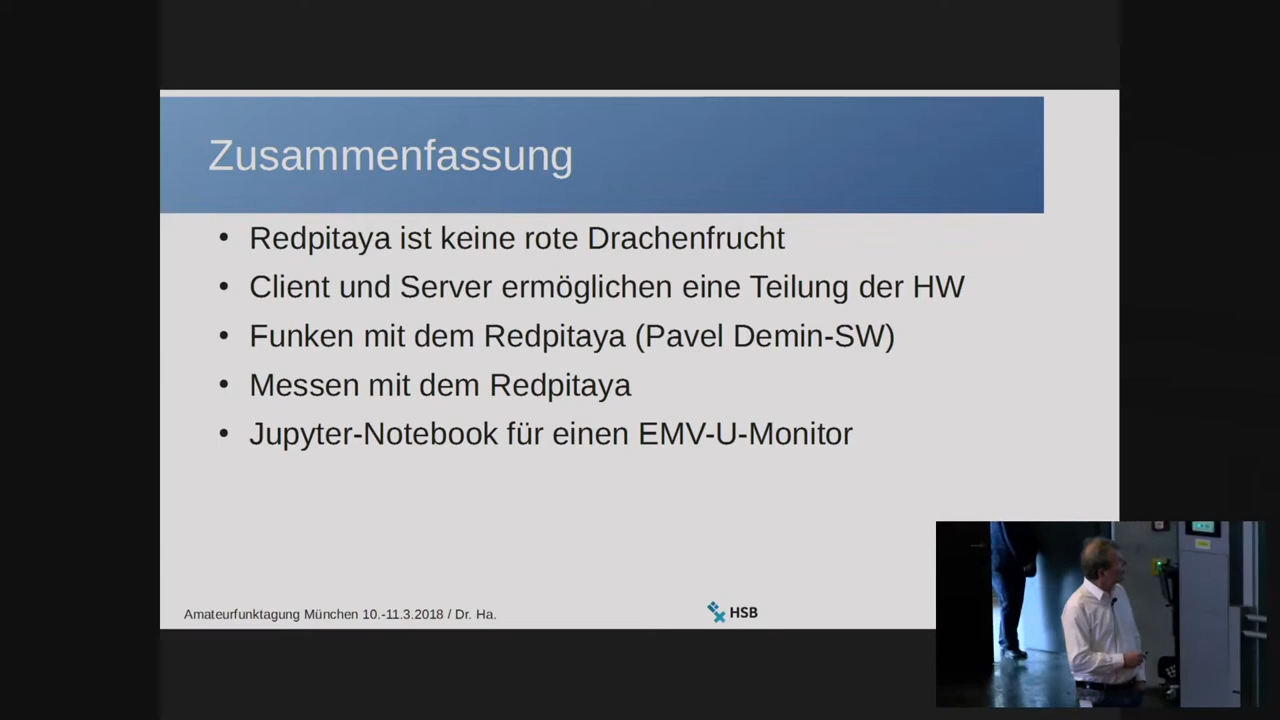 Zusammenfassung
• Redpitaya ist keine rote Drachenfrucht
• Client und Server ermöglichen eine Teilung der HW
• Funken mit dem Redpitaya (Pavel Demin-SW)
• Messen mit dem Redpitaya
• Jupyter-Notebook für einen EMV-U-Monitor
Amateurfunktagung München 10.-11.3.2018 / Dr. Ha.
HSB